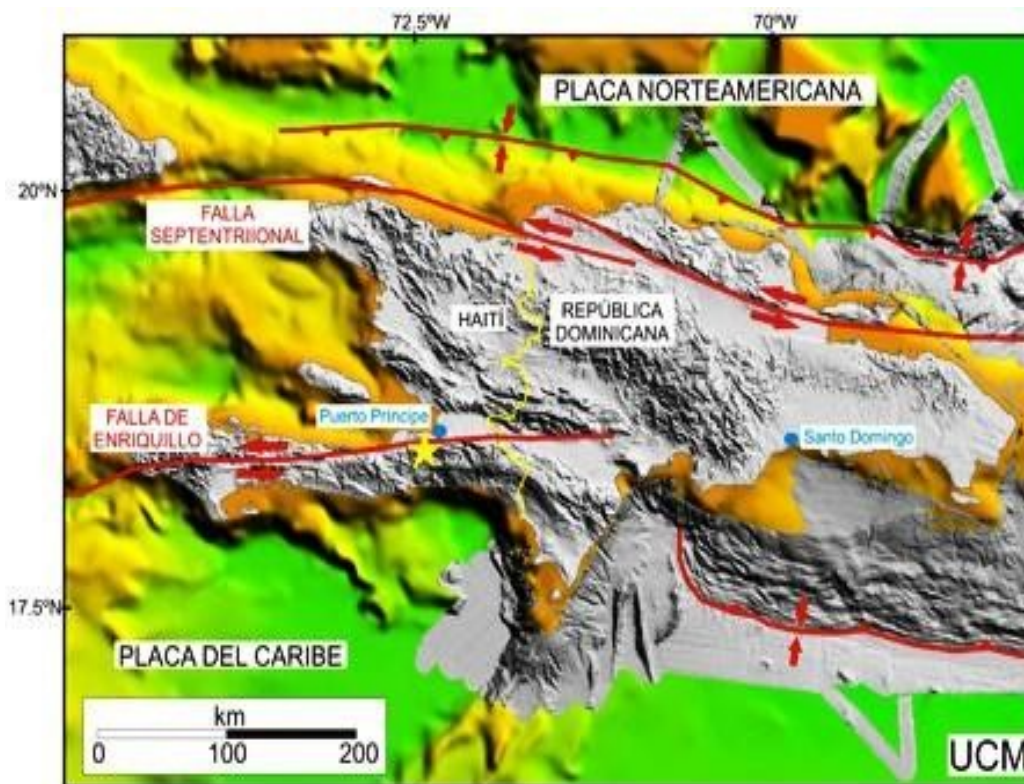 72.5ºW
70ºW
PLACA NORTEAMERICANA
20ºN
FALLA
SEPTENTRIIONAL
HAITÍ
REPÚBLICA
DOMINICANA
FALLA DE
ENRIQUILLO
Puerto Principe
Santo Domingo
17.5ºN
PLACA DEL CARIBE
km
0
100
200
UCM